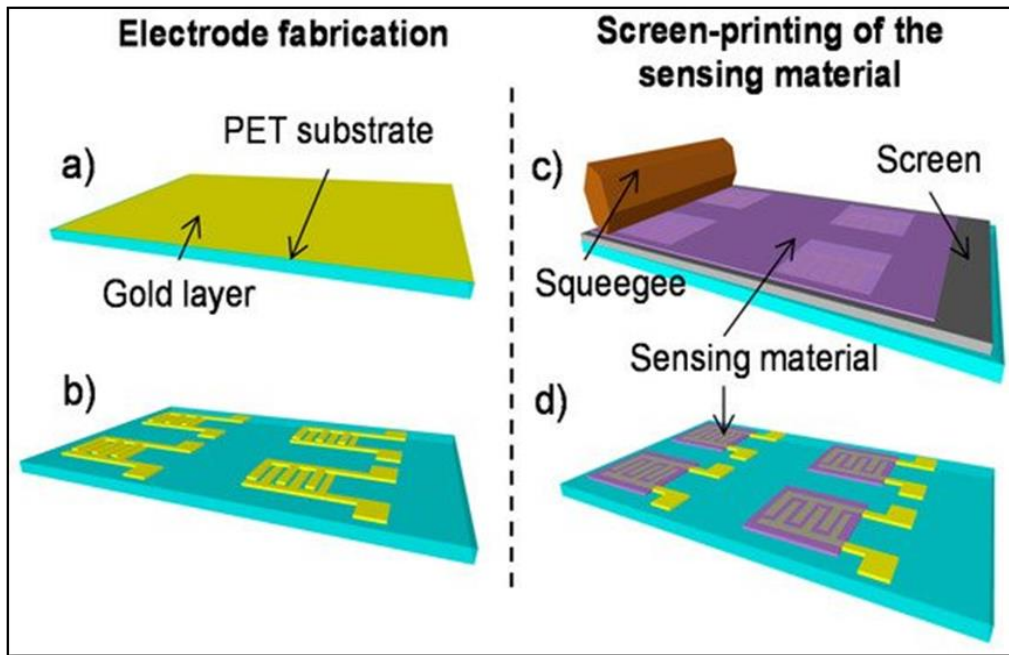 Electrode fabrication
PET substrate
a)
Gold layer
b)
Screen-printing of the
sensing material
c)
Screen
Squeegee
Sensing material
d)